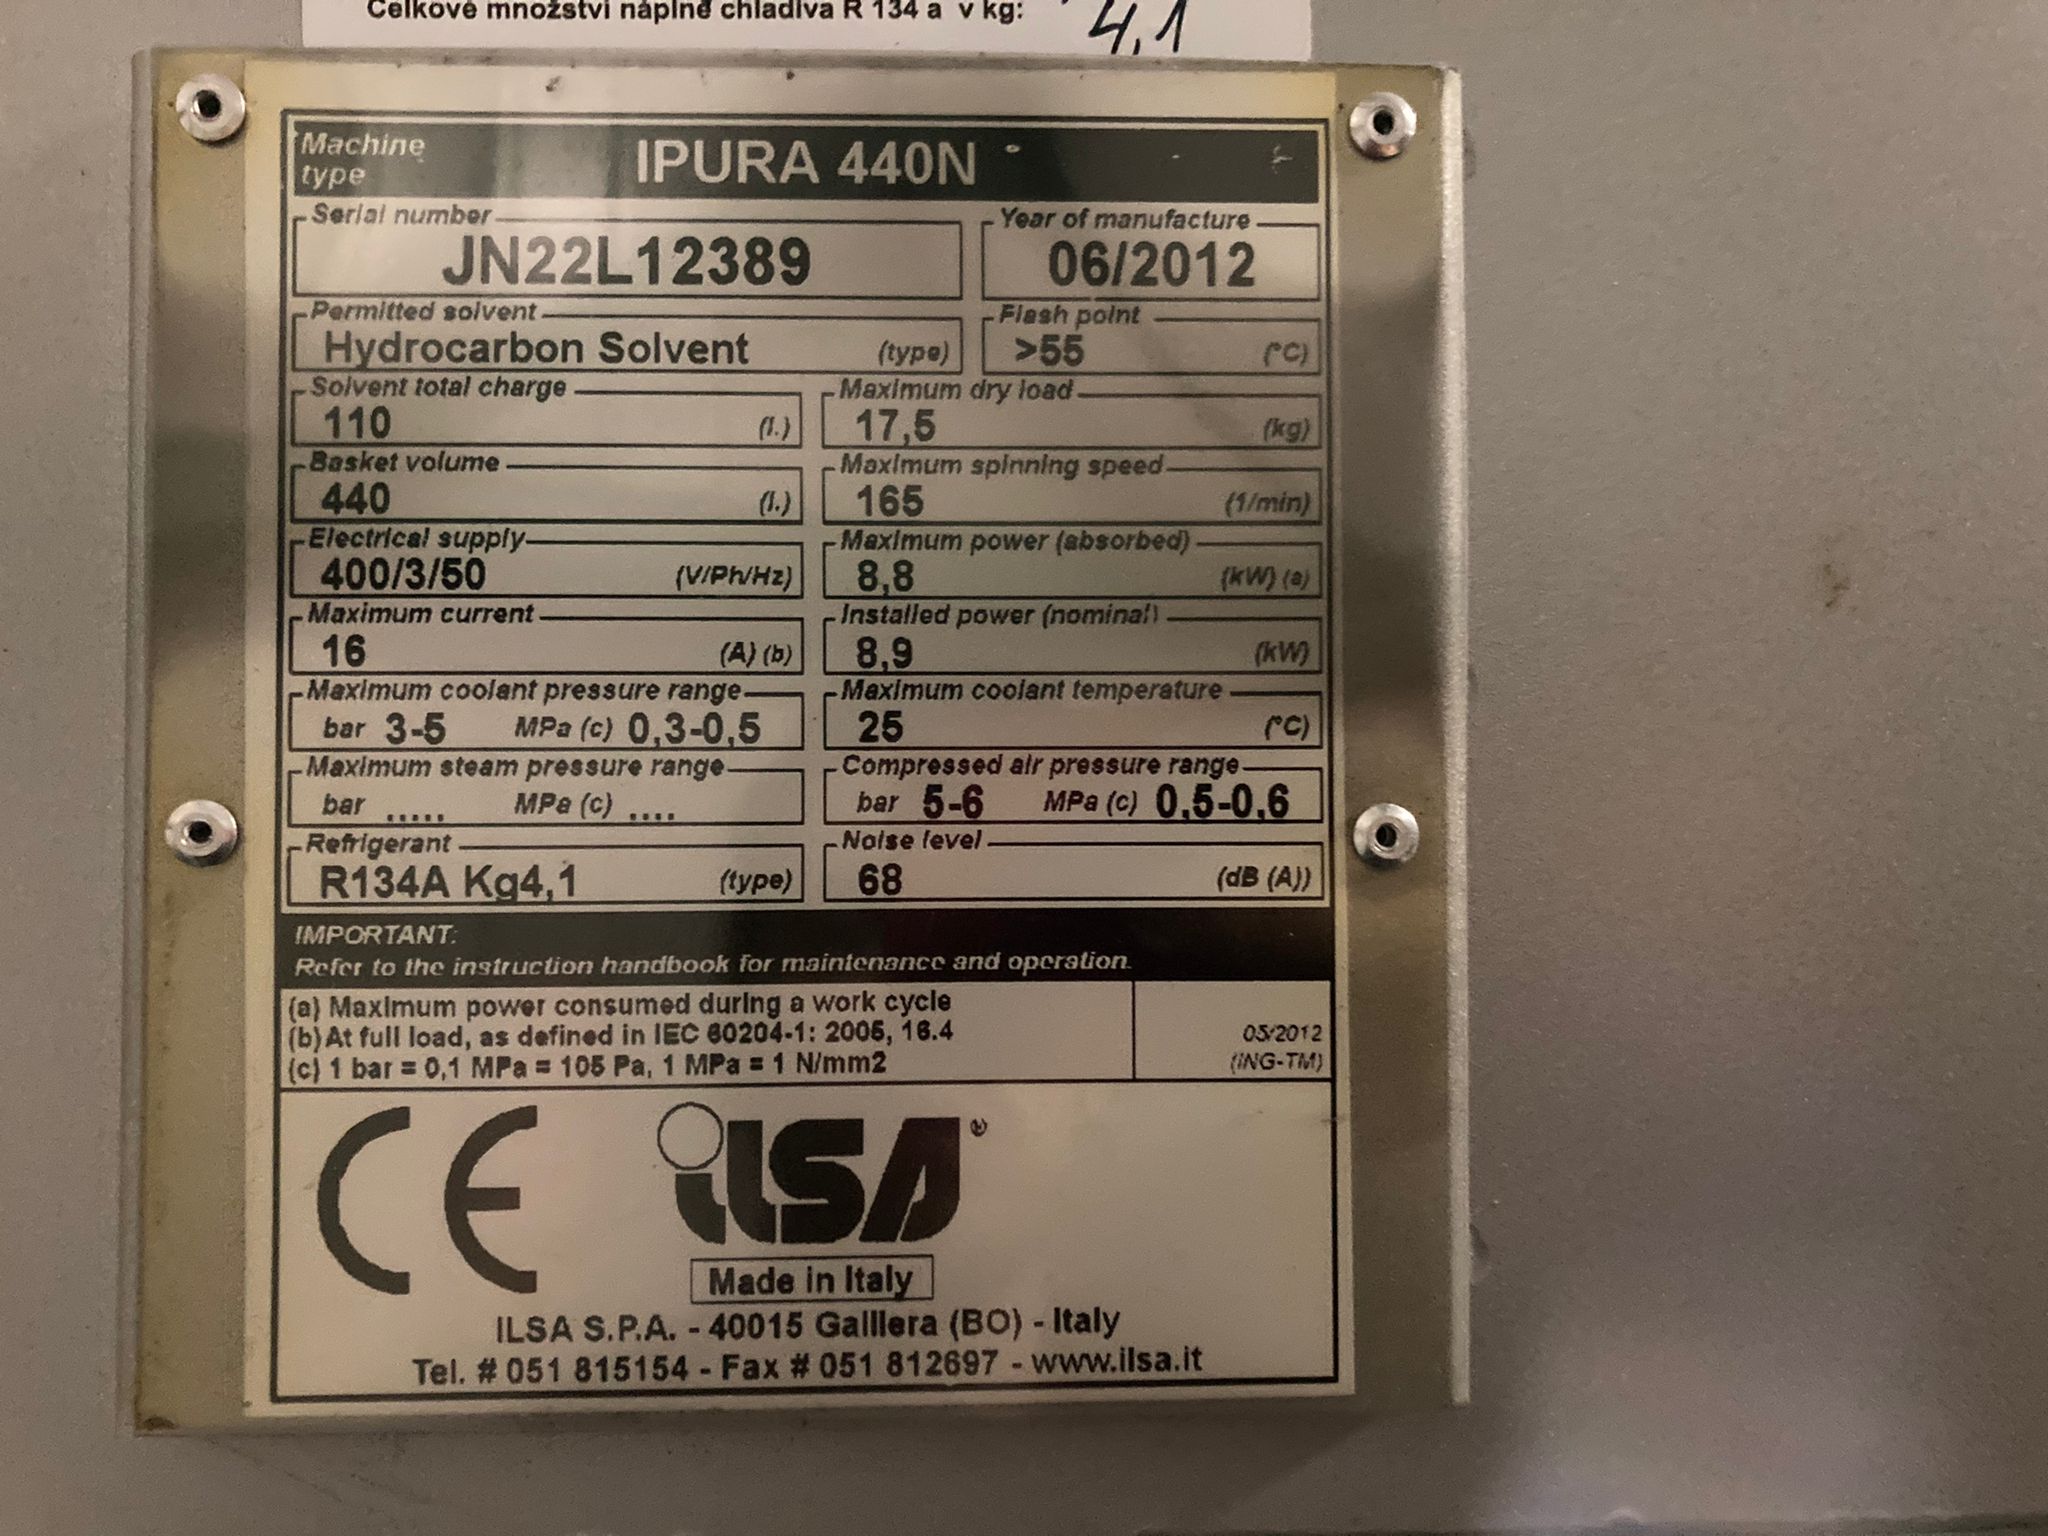 Celkové množství náplně chladiva R 134 a v kg: 4,1
Machine type IPURA 440N
Serial number
JN22L12389
Year of manufacture
06/2012
Permitted solvent
Hydrocarbon Solvent (type)
Flash point
>55 (°C)
Solvent total charge
110 (l.)
Maximum dry load
17,5 (kg)
Basket volume
440 (l.)
Maximum spinning speed
165 (1/min)
Electrical supply
400/3/50 (V/Ph/Hz)
Maximum power (absorbed)
8,8 (kW) (a)
Maximum current
16 (A) (b)
Installed power (nominal)
8,9 (kW)
Maximum coolant pressure range
bar 3-5 MPa (c) 0,3-0,5
Maximum coolant temperature
25 (°C)
Maximum steam pressure range
bar ..... MPa (c) ....
Compressed air pressure range
bar 5-6 MPa (c) 0,5-0,6
Refrigerant
R134A Kg4,1 (type)
Noise level
68 (dB (A))
IMPORTANT:
Refer to the instruction handbook for maintenance and operation.
(a) Maximum power consumed during a work cycle
(b) At full load, as defined in IEC 60204-1: 2005, 16.4
(c) 1 bar = 0,1 MPa = 105 Pa, 1 MPa = 1 N/mm2
05/2012
(ING-TM)
CE
ilsa®
Made in Italy
ILSA S.P.A. - 40015 Galliera (BO) - Italy
Tel. # 051 815154 - Fax # 051 812697 - www.ilsa.it